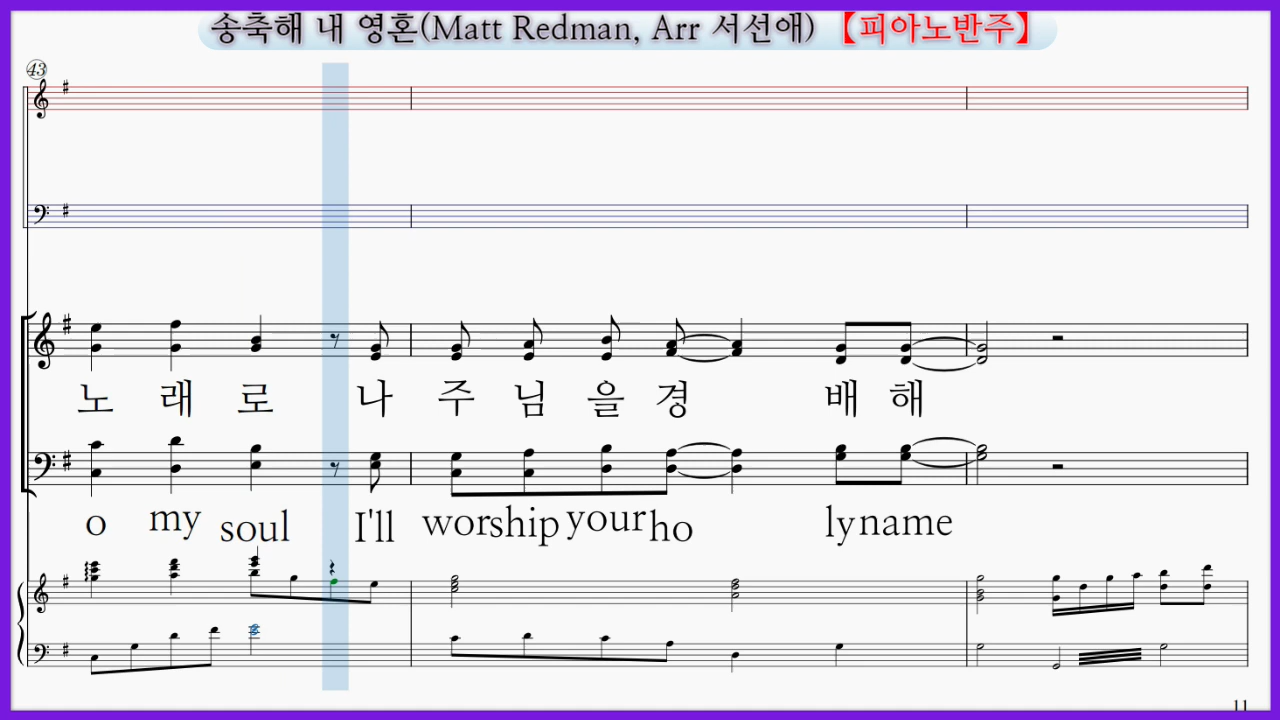 송축해 내 영혼(Matt Redman, Arr 서선애) 【피아노반주】
43
노 래 로 나 주 님 을 경 배 해
o my soul I'll worship your ho ly name
11